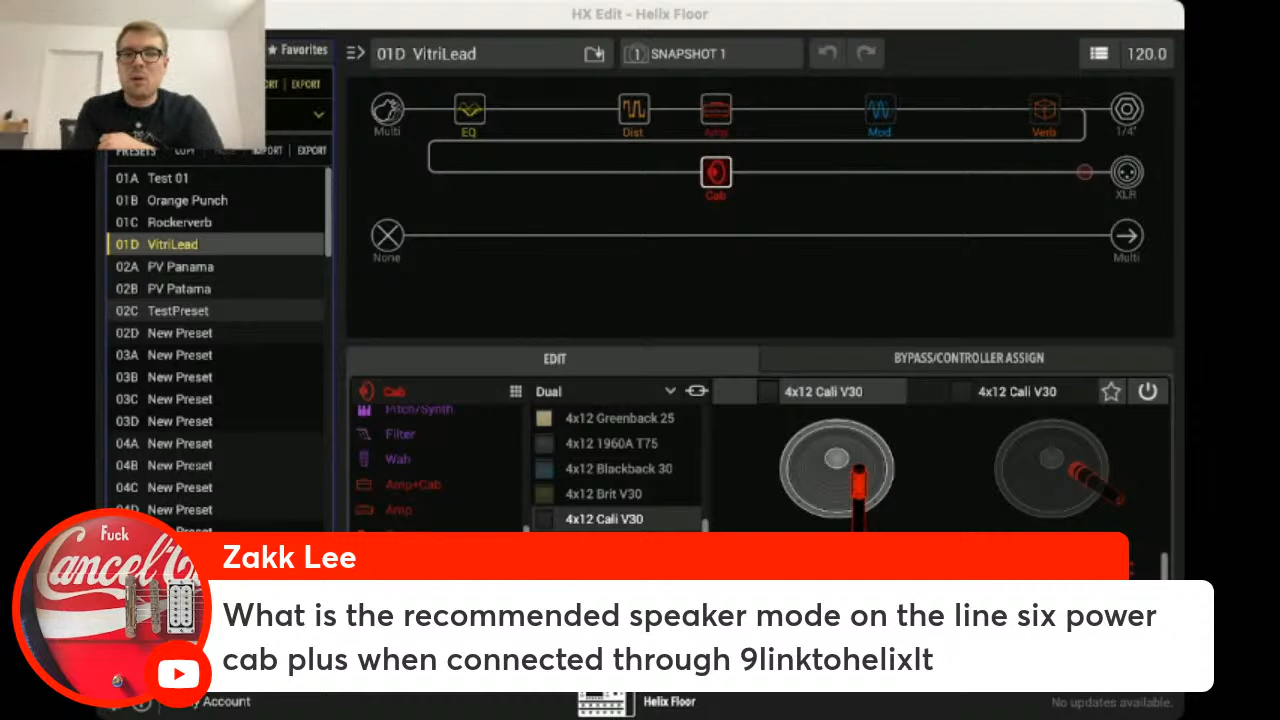 HX Edit - Helix Floor
★ Favorites
01D VitriLead
1 SNAPSHOT 1
120.0
EXPORT
Multi
EQ
Dist
Amp
Mod
Verb
1/4"
PRESETS COPY IMPORT EXPORT
Cab
XLR
None
Multi
01A Test 01
01B Orange Punch
01C Rockerverb
01D VitriLead
02A PV Panama
02B PV Patama
02C TestPreset
02D New Preset
03A New Preset
03B New Preset
03C New Preset
03D New Preset
04A New Preset
04B New Preset
04C New Preset
04D New Preset
EDIT
BYPASS/CONTROLLER ASSIGN
Cab
Dual
4x12 Cali V30
4x12 Cali V30
Pitch/Synth
Filter
Wah
Amp+Cab
Amp
4x12 Greenback 25
4x12 1960A T75
4x12 Blackback 30
4x12 Brit V30
4x12 Cali V30
Fuck
Zakk Lee
What is the recommended speaker mode on the line six power
cab plus when connected through 9linktohelixlt
Account
Helix Floor
No updates available.